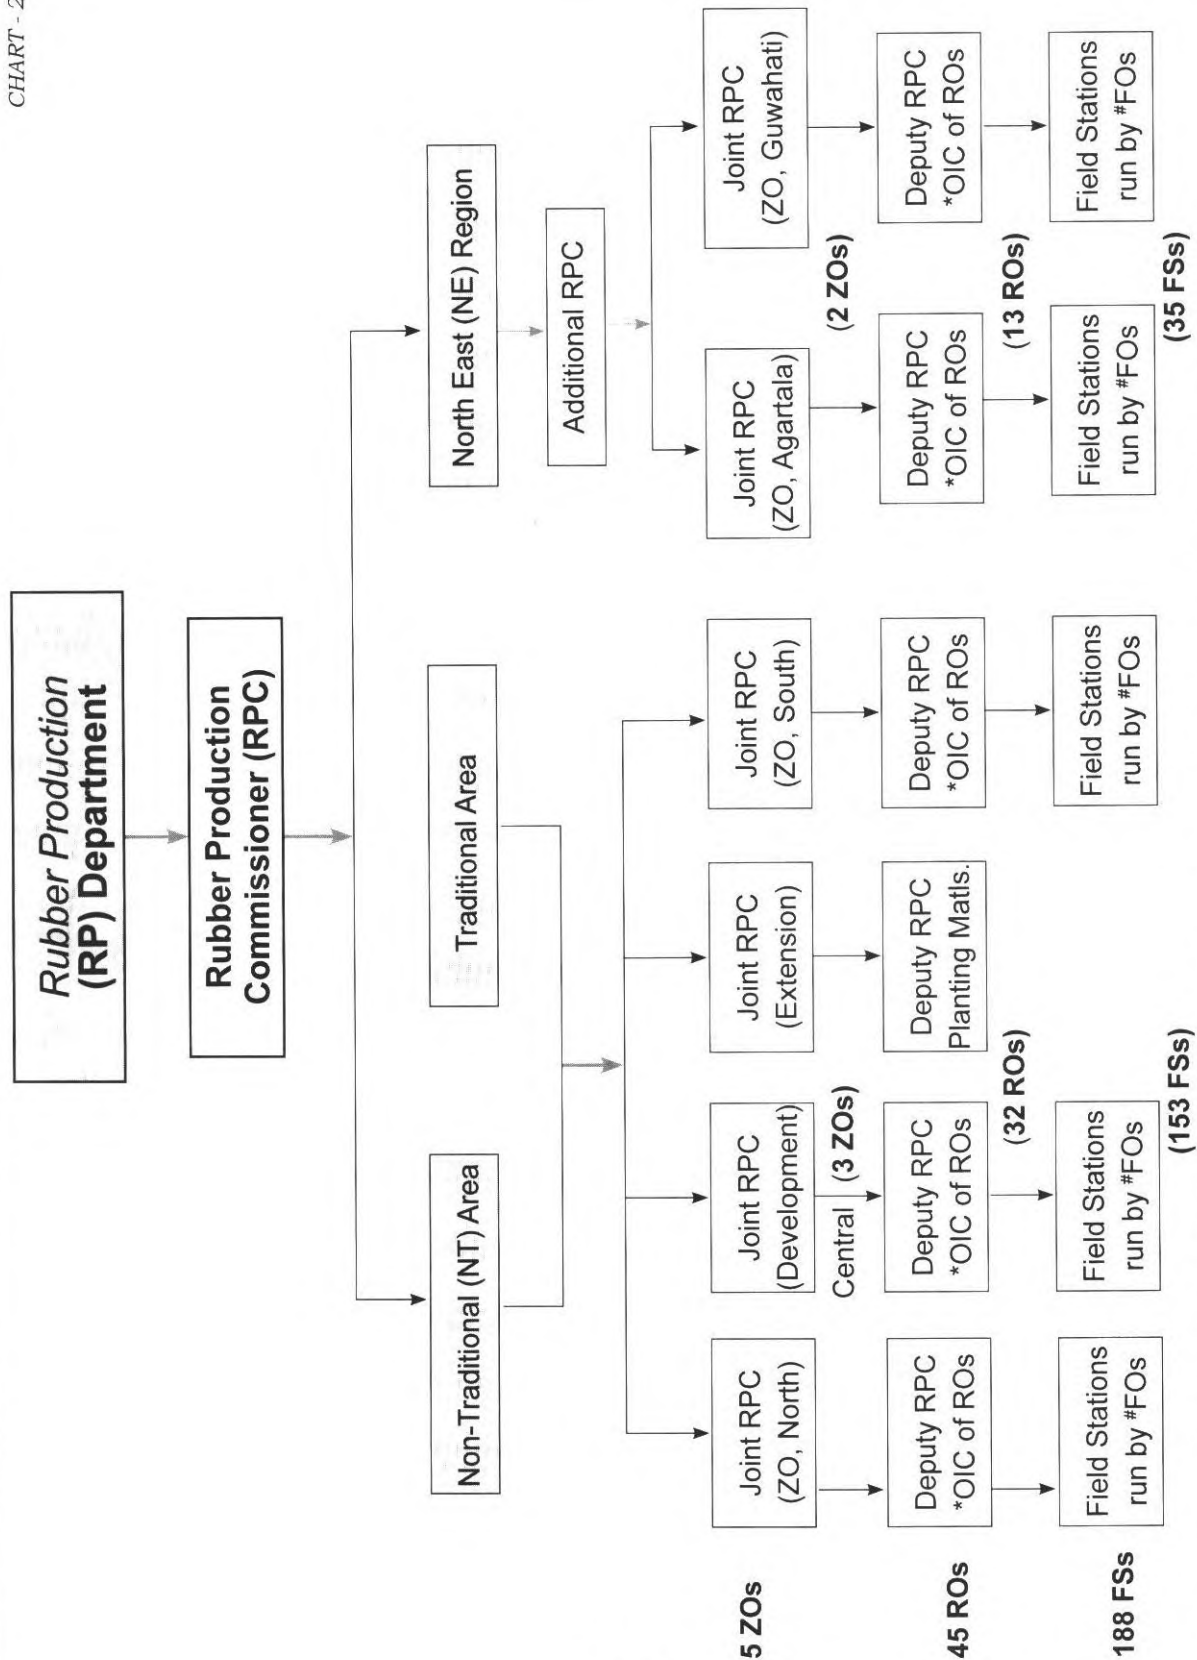 CHART - 2
Rubber Production
(RP) Department
Rubber Production
Commissioner (RPC)
Non-Traditional (NT) Area
Traditional Area
North East (NE) Region
Additional RPC
5 ZOs
Joint RPC
(ZO, North)
Joint RPC
(Development)
Joint RPC
(Extension)
Joint RPC
(ZO, South)
Joint RPC
(ZO, Agartala)
Joint RPC
(ZO, Guwahati)
Central (3 ZOs)
(2 ZOs)
45 ROs
Deputy RPC
*OIC of ROs
Deputy RPC
*OIC of ROs
Deputy RPC
Planting Matls.
Deputy RPC
*OIC of ROs
Deputy RPC
*OIC of ROs
Deputy RPC
*OIC of ROs
(32 ROs)
(13 ROs)
188 FSs
Field Stations
run by #FOs
Field Stations
run by #FOs
Field Stations
run by #FOs
Field Stations
run by #FOs
Field Stations
run by #FOs
(153 FSs)
(35 FSs)